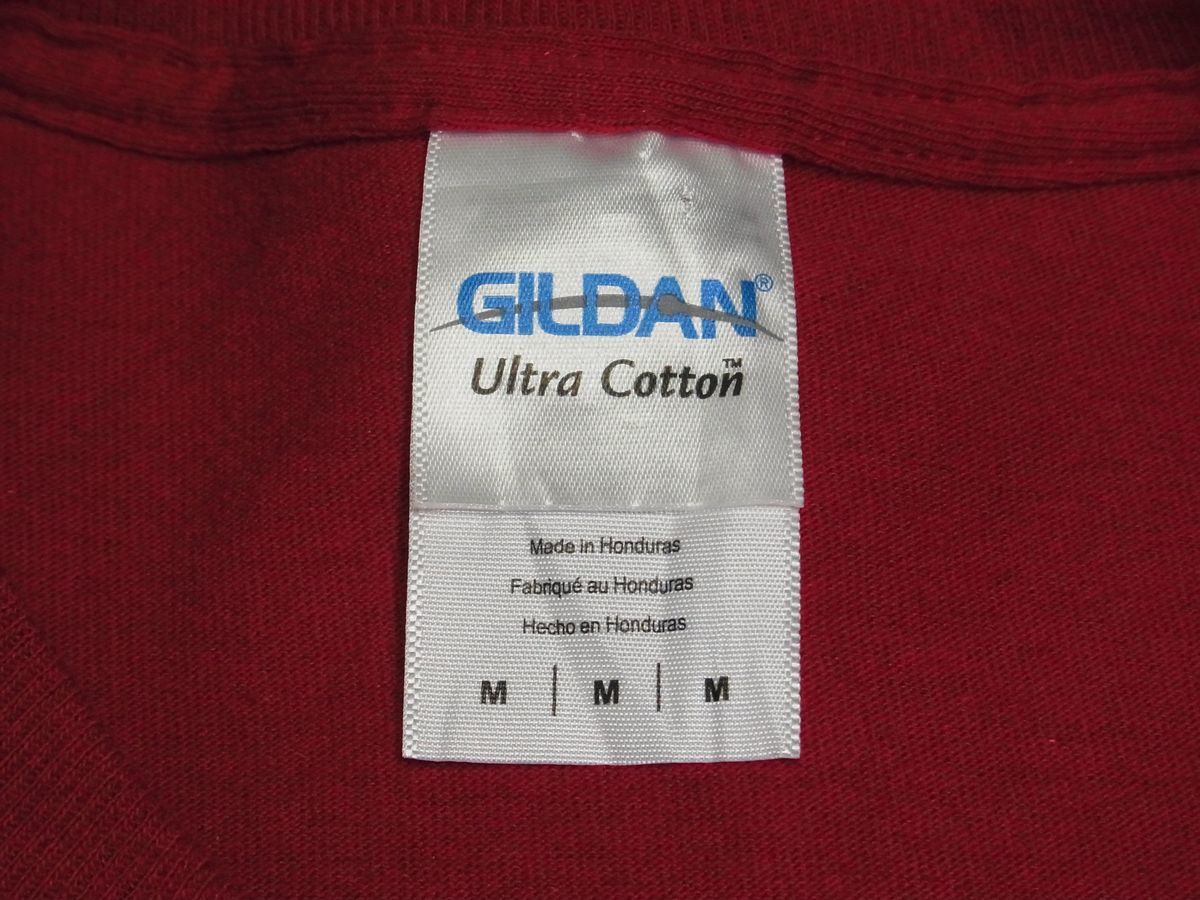 GILDAN®
Ultra Cotton™
Made in Honduras
Fabriqué au Honduras
Hecho en Honduras
M | M | M